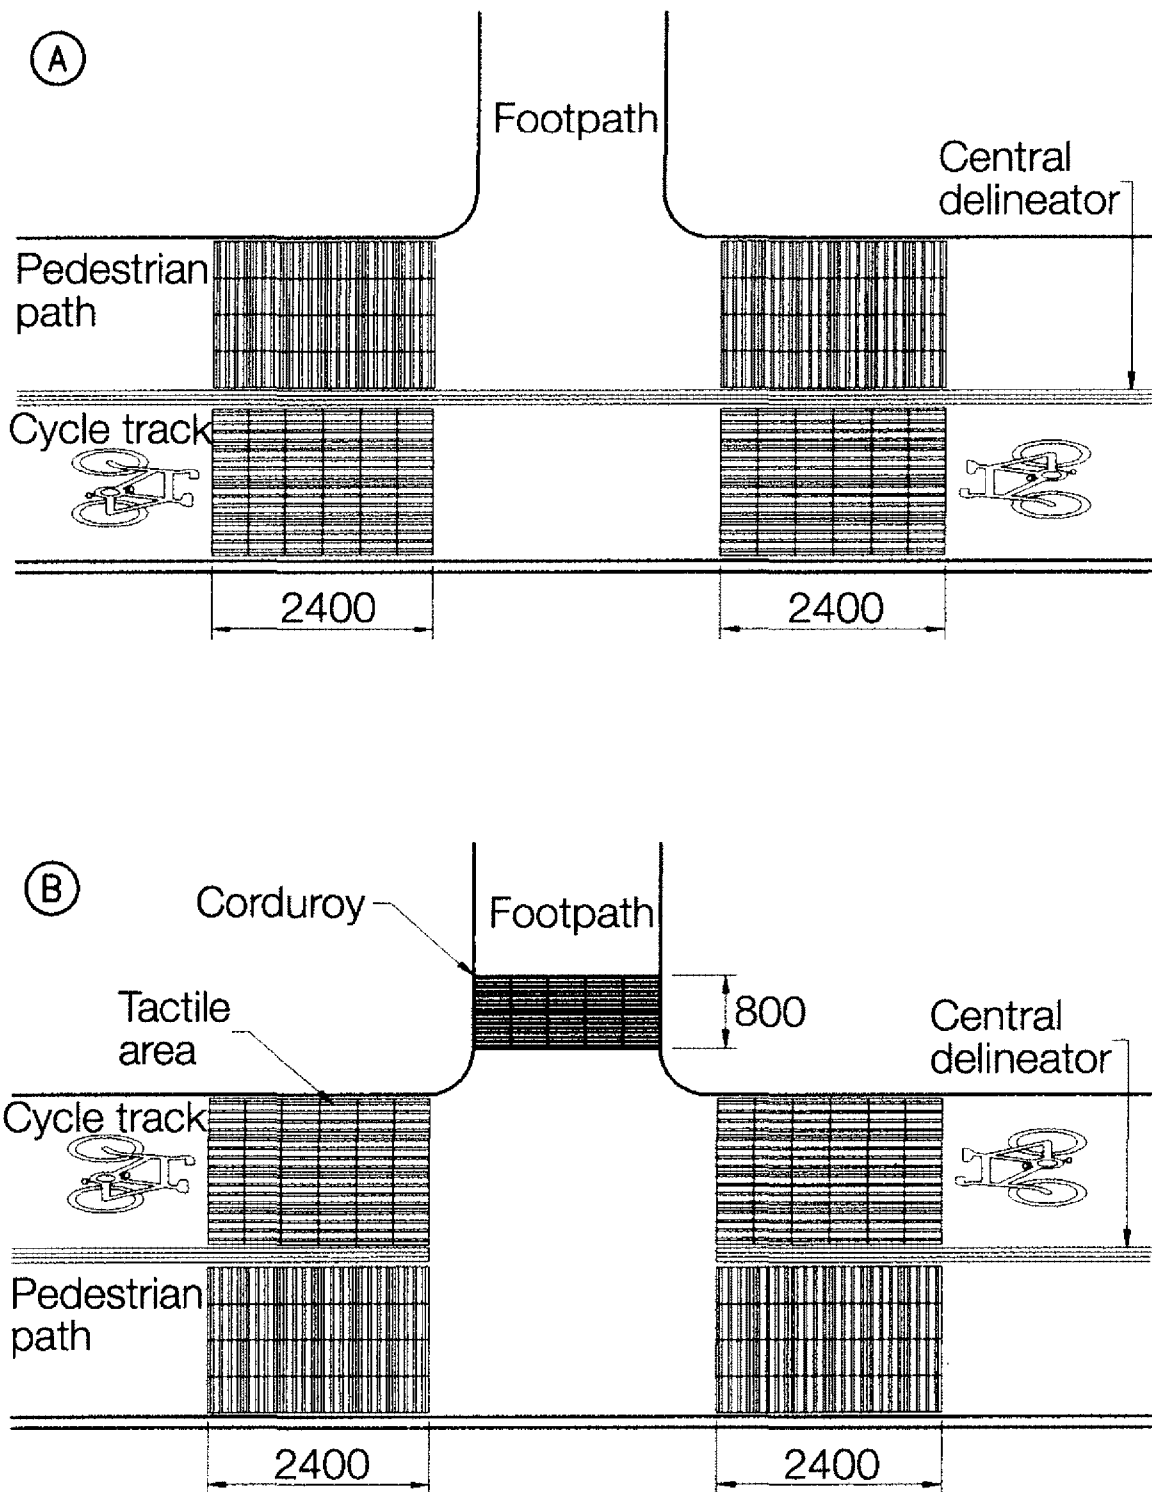 A
Footpath
Central
delineator
Pedestrian
path
Cycle track
2400
2400
B
Corduroy
Footpath
Tactile
area
800
Central
delineator
Cycle track
Pedestrian
path
2400
2400